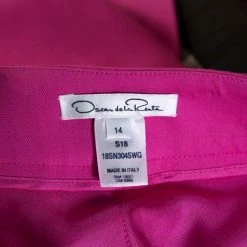 Oscar de la Renta
14
S18
18SN304SWG
MADE IN ITALY